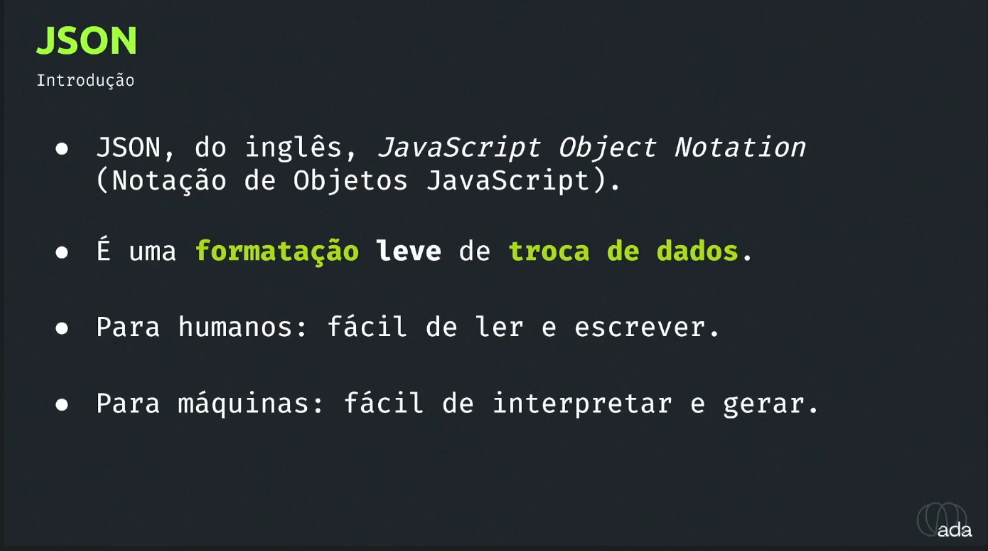 JSON
Introdução
● JSON, do inglês, JavaScript Object Notation
(Notação de Objetos JavaScript).
● É uma formatação leve de troca de dados.
● Para humanos: fácil de ler e escrever.
● Para máquinas: fácil de interpretar e gerar.
ada